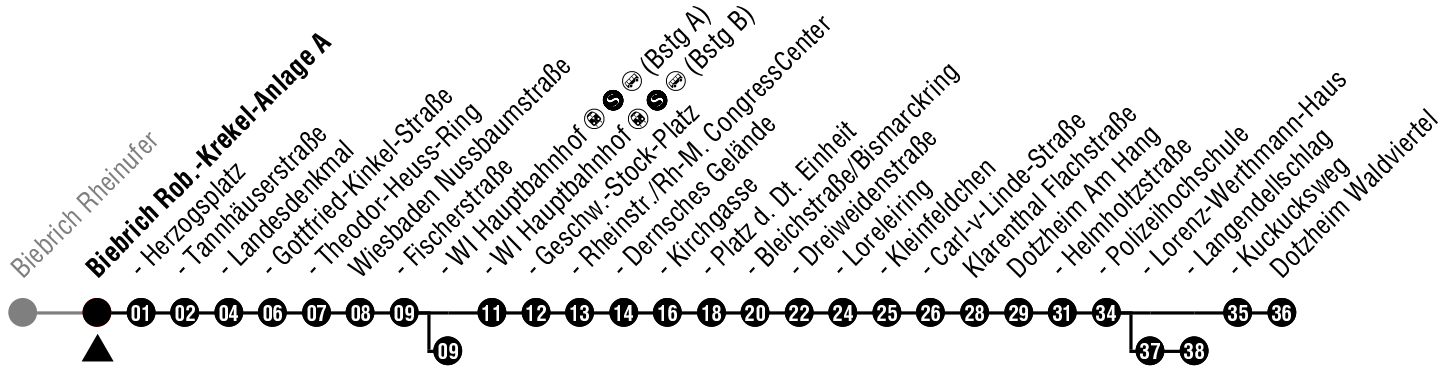 Biebrich Rheinufer
Biebrich Rob.-Krekel-Anlage A
- Herzogsplatz
- Tannhäuserstraße
- Landesdenkmal
- Gottfried-Kinkel-Straße
- Theodor-Heuss-Ring
Wiesbaden Nussbaumstraße
- Fischerstraße
- WI Hauptbahnhof S (Bstg A)
- WI Hauptbahnhof S (Bstg B)
- Geschw.-Stock-Platz
- Rheinstr./Rh-M. CongressCenter
- Dernsches Gelände
- Kirchgasse
- Platz d. Dt. Einheit
- Bleichstraße/Bismarckring
- Dreiweidenstraße
- Loreleiring
- Kleinfeldchen
- Carl-v-Linde-Straße
Klarenthal Flachstraße
Dotzheim Am Hang
- Helmholtzstraße
- Polizeihochschule
- Lorenz-Werthmann-Haus
- Langendellschlag
- Kuckucksweg
Dotzheim Waldviertel
01 02 04 06 07 08 09 11 12 13 14 16 18 20 22 24 25 26 28 29 31 34 35 36
09 37 38